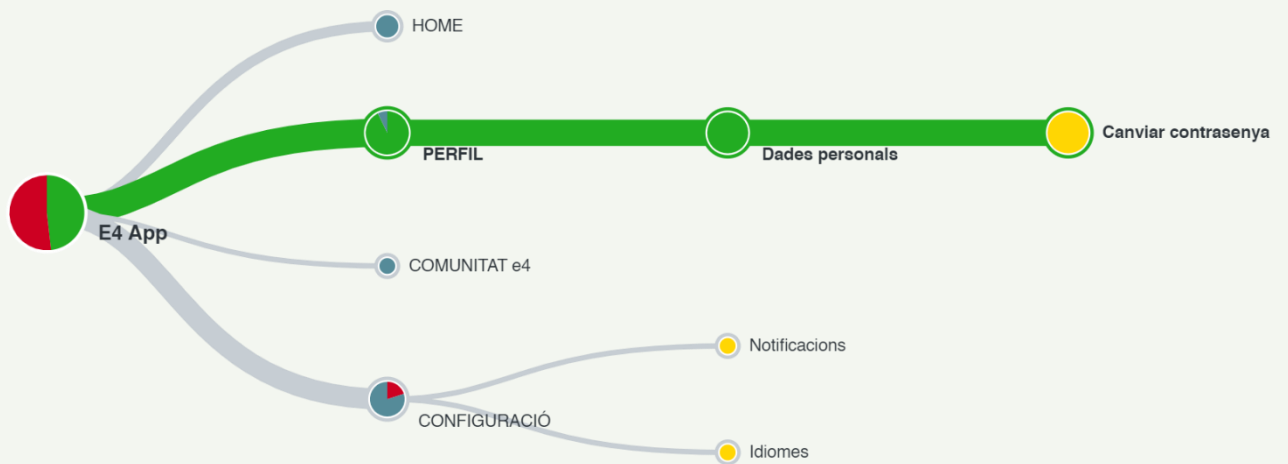 HOME
PERFIL
Dades personals
Canviar contrasenya
E4 App
COMUNITAT e4
Notificacions
CONFIGURACIÓ
Idiomes